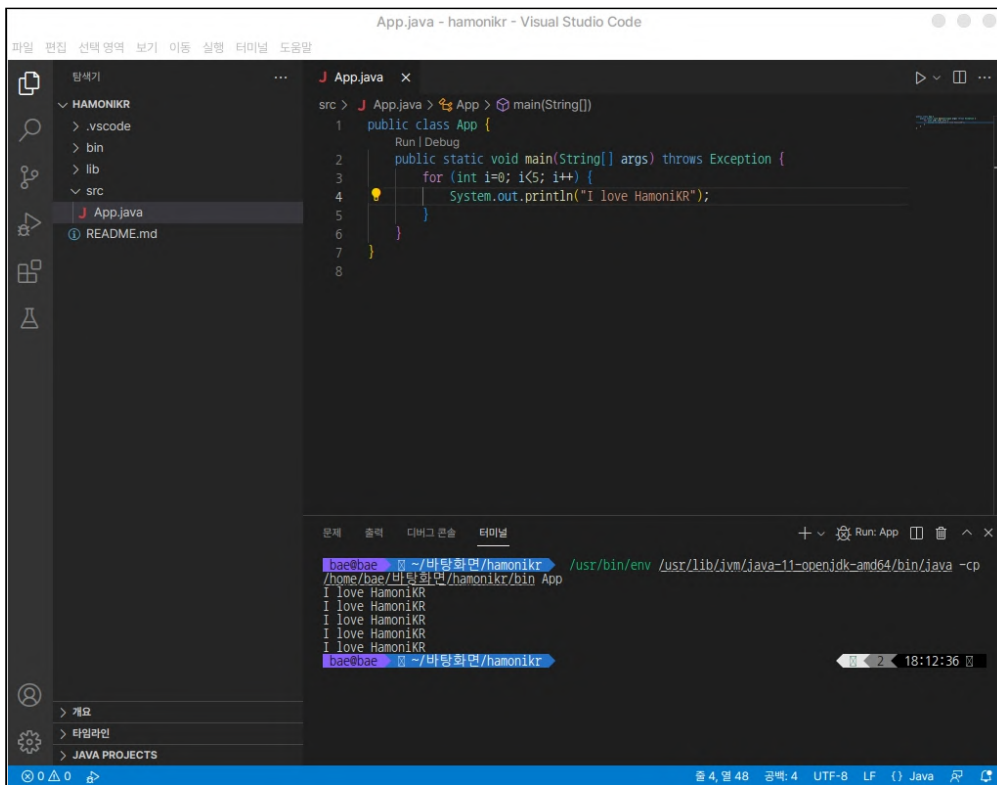 App.java - hamonikr - Visual Studio Code
파일 편집 선택 영역 보기 이동 실행 터미널 도움말
탐색기 ...
HAMONIKR
.vscode
bin
lib
src
J App.java
README.md
개요
타임라인
JAVA PROJECTS
J App.java
src > J App.java > App > main(String[])
1 public class App {
Run | Debug
2 public static void main(String[] args) throws Exception {
3 for (int i=0; i<5; i++) {
4 System.out.println("I love HamoniKR");
5 }
6 }
7 }
8
문제 출력 디버그 콘솔 터미널 Run: App
bae@bae ~/바탕화면/hamonikr /usr/bin/env /usr/lib/jvm/java-11-openjdk-amd64/bin/java -cp
/home/bae/바탕화면/hamonikr/bin App
I love HamoniKR
I love HamoniKR
I love HamoniKR
I love HamoniKR
I love HamoniKR
bae@bae ~/바탕화면/hamonikr 2 18:12:36
0 0 줄 4, 열 48 공백: 4 UTF-8 LF {} Java